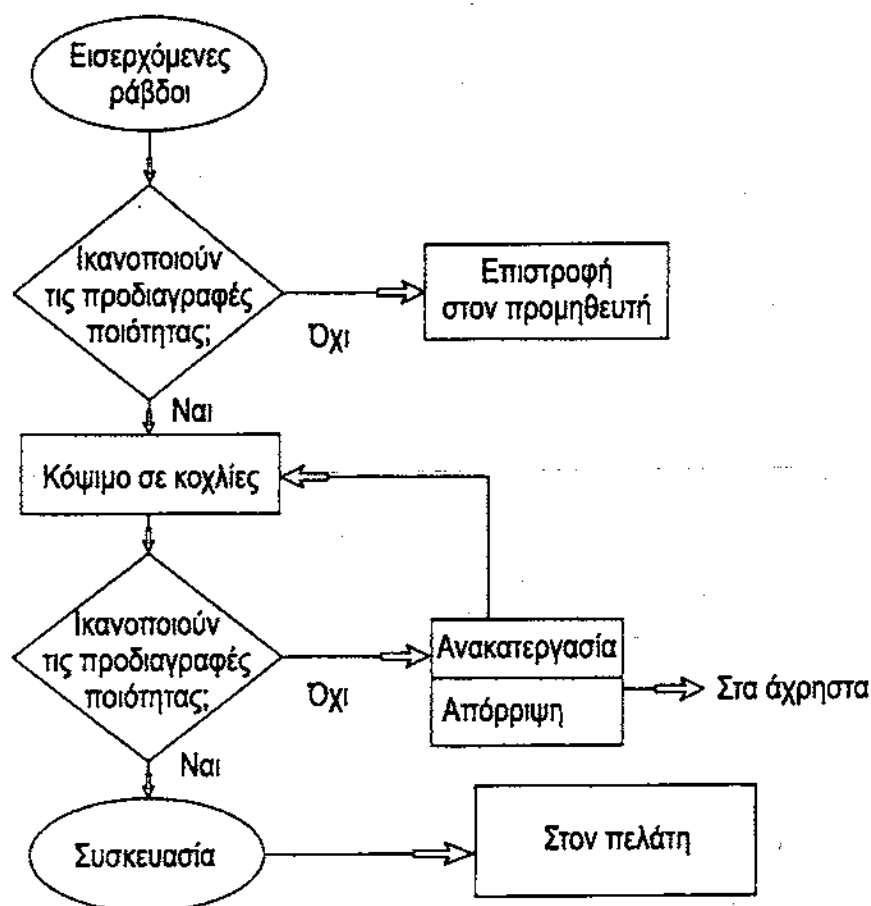 Εισερχόμενες
ράβδοι
Ικανοποιούν
τις προδιαγραφές
ποιότητας;
Όχι
Επιστροφή
στον προμηθευτή
Ναι
Κόψιμο σε κοχλίες
Ικανοποιούν
τις προδιαγραφές
ποιότητας;
Όχι
Ανακατεργασία
Απόρριψη
Στα άχρηστα
Ναι
Συσκευασία
Στον πελάτη